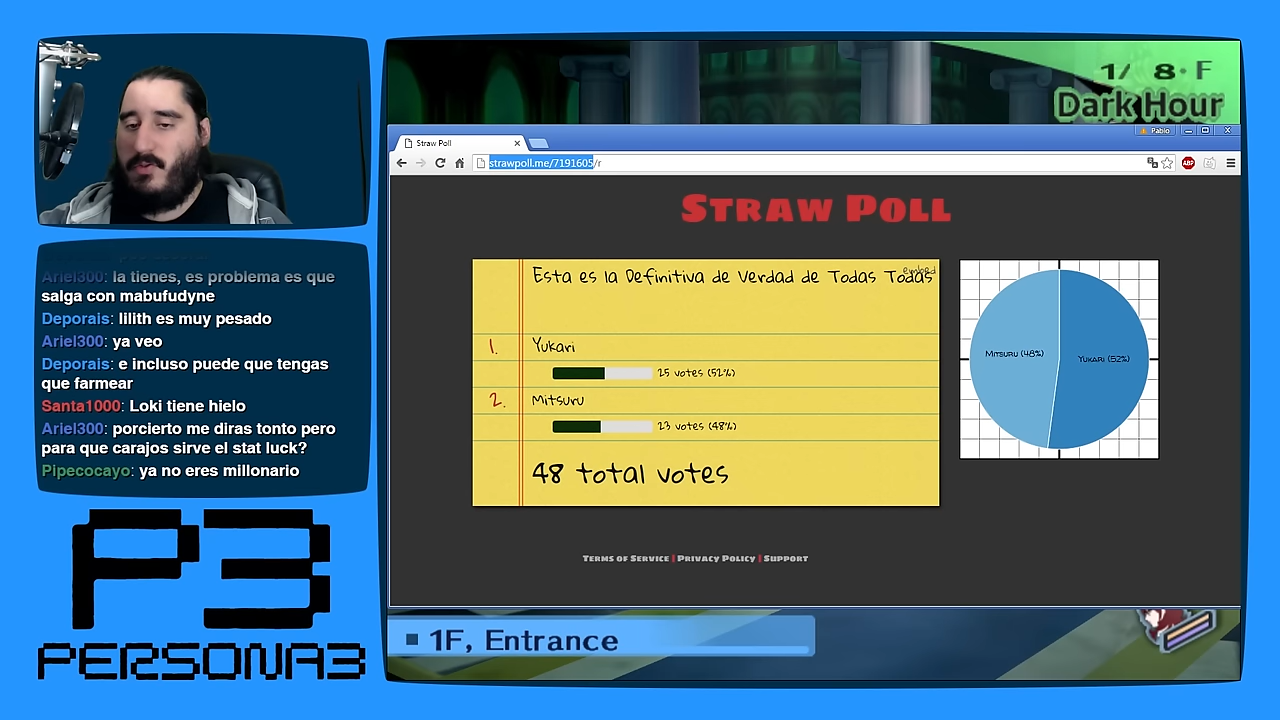 1/ 8・F
Dark Hour
Pablo
Straw Poll
strawpoll.me/7191605/r
ABP
STRAW POLL
embed
Esta es la Definitiva de Verdad de Todas Todas
1. Yukari
25 votes (52%)
2. Mitsuru
23 votes (48%)
48 total votes
Mitsuru (48%)
Yukari (52%)
Terms of Service | Privacy Policy | Support
1F, Entrance
Ariel300: la tienes, es problema es que
salga con mabufudyne
Deporais: lilith es muy pesado
Ariel300: ya veo
Deporais: e incluso puede que tengas
que farmear
Santa1000: Loki tiene hielo
Ariel300: porcierto me diras tonto pero
para que carajos sirve el stat luck?
Pipecocayo: ya no eres millonario
P3
PERSONA3